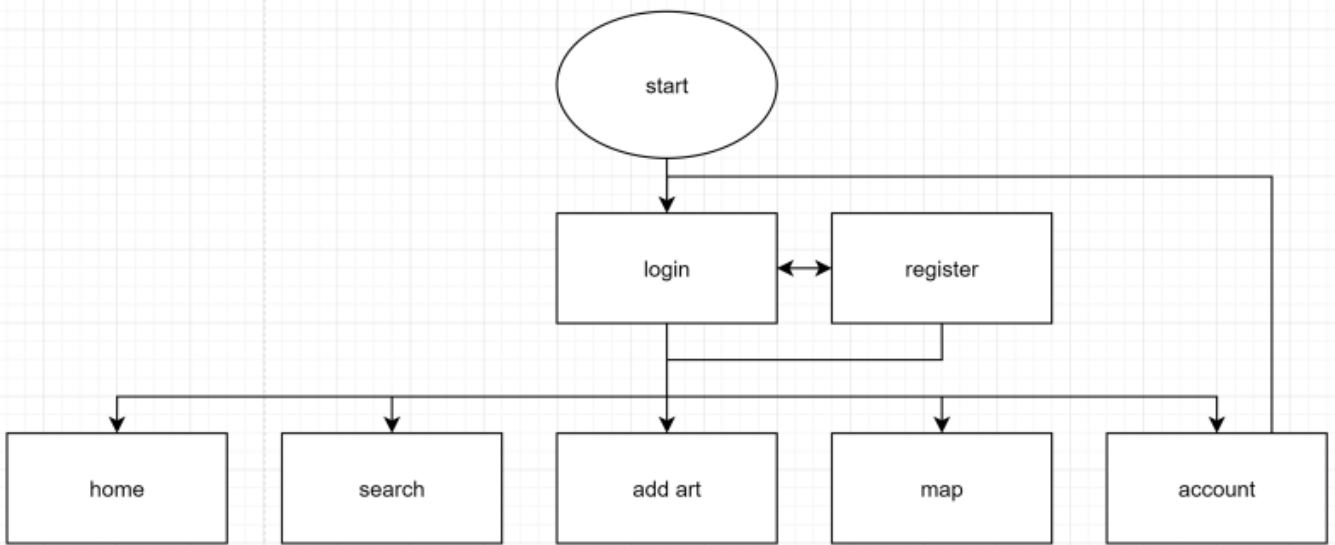 start
login
register
home
search
add art
map
account